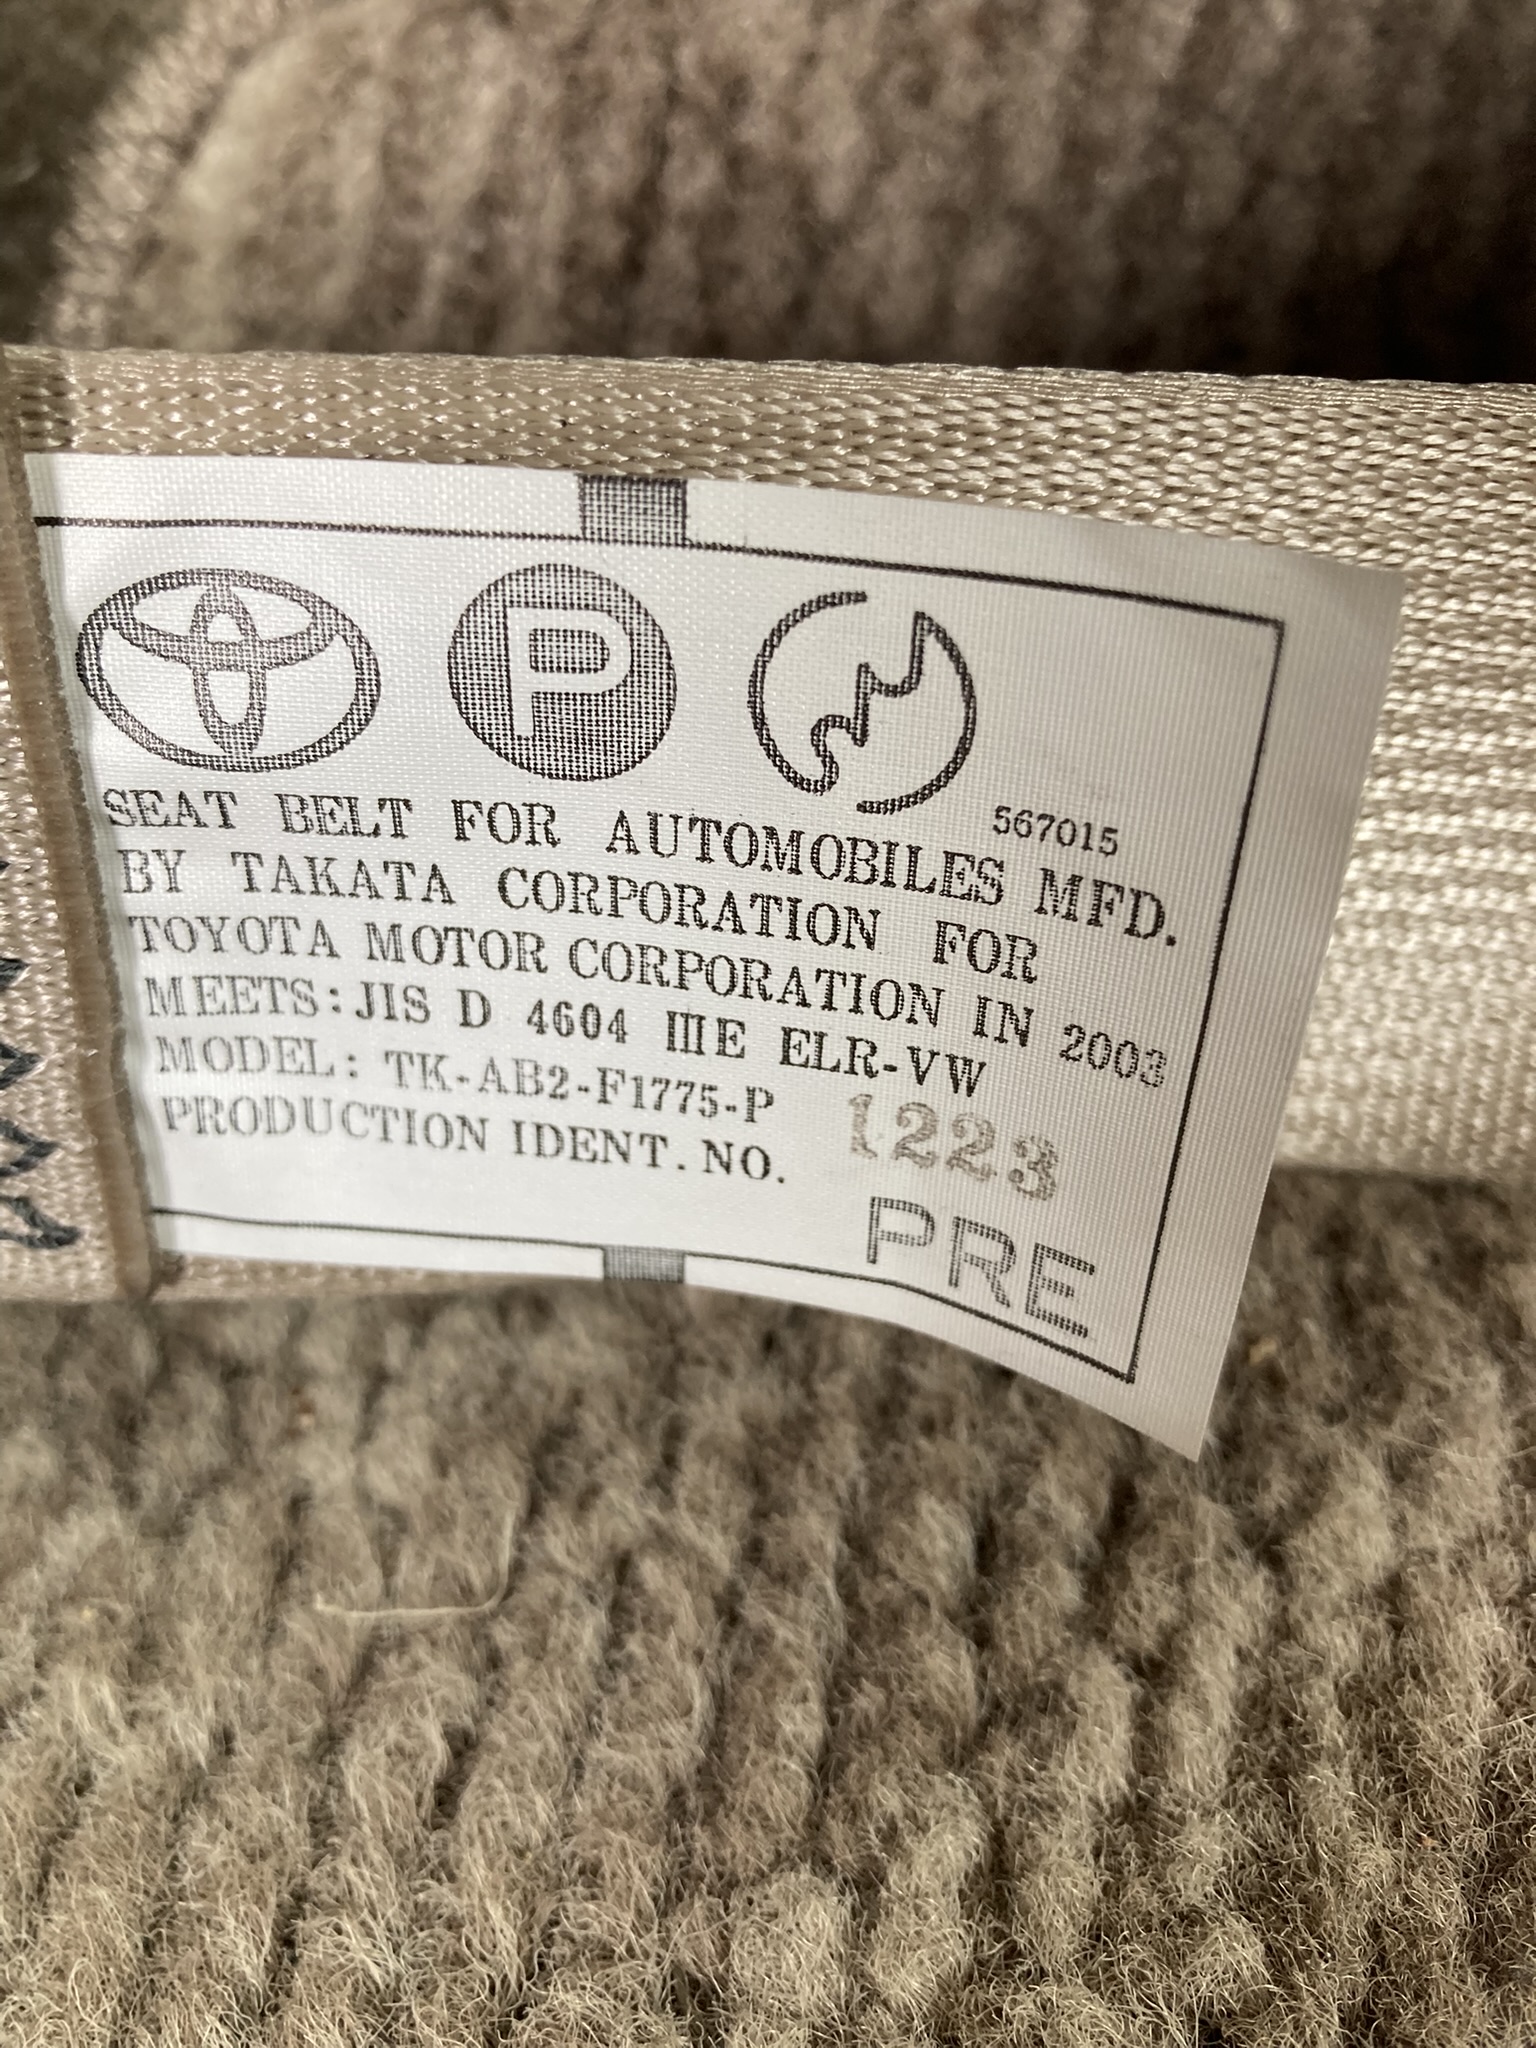 P
567015
SEAT BELT FOR AUTOMOBILES MFD.
BY TAKATA CORPORATION FOR
TOYOTA MOTOR CORPORATION IN 2003
MEETS: JIS D 4604 ⅢE ELR-VW
MODEL: TK-AB2-F1775-P
PRODUCTION IDENT. NO. 1223
PRE